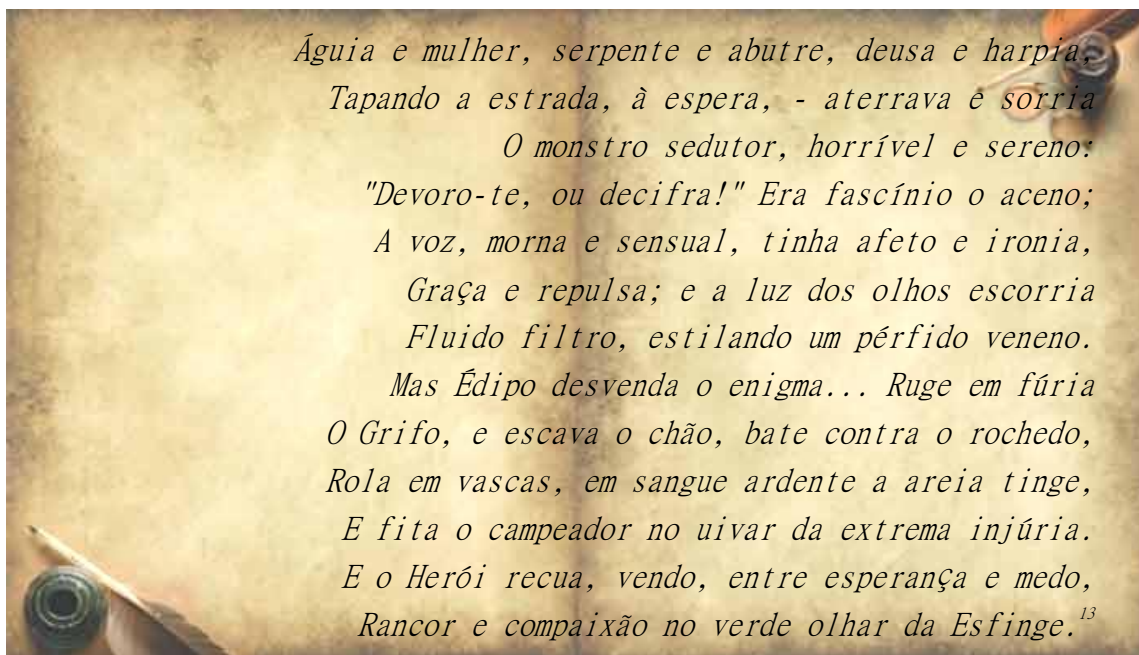 Águia e mulher, serpente e abutre, deusa e harpia,
Tapando a estrada, à espera, - aterrava e sorria
O monstro sedutor, horrível e sereno:
"Devoro-te, ou decifra!" Era fascínio o aceno;
A voz, morna e sensual, tinha afeto e ironia,
Graça e repulsa; e a luz dos olhos escorria
Fluido filtro, estilando um pérfido veneno.
Mas Édipo desvenda o enigma... Ruge em fúria
O Grifo, e escava o chão, bate contra o rochedo,
Rola em vascas, em sangue ardente a areia tinge,
E fita o campeador no uivar da extrema injúria.
E o Herói recua, vendo, entre esperança e medo,
Rancor e compaixão no verde olhar da Esfinge.13